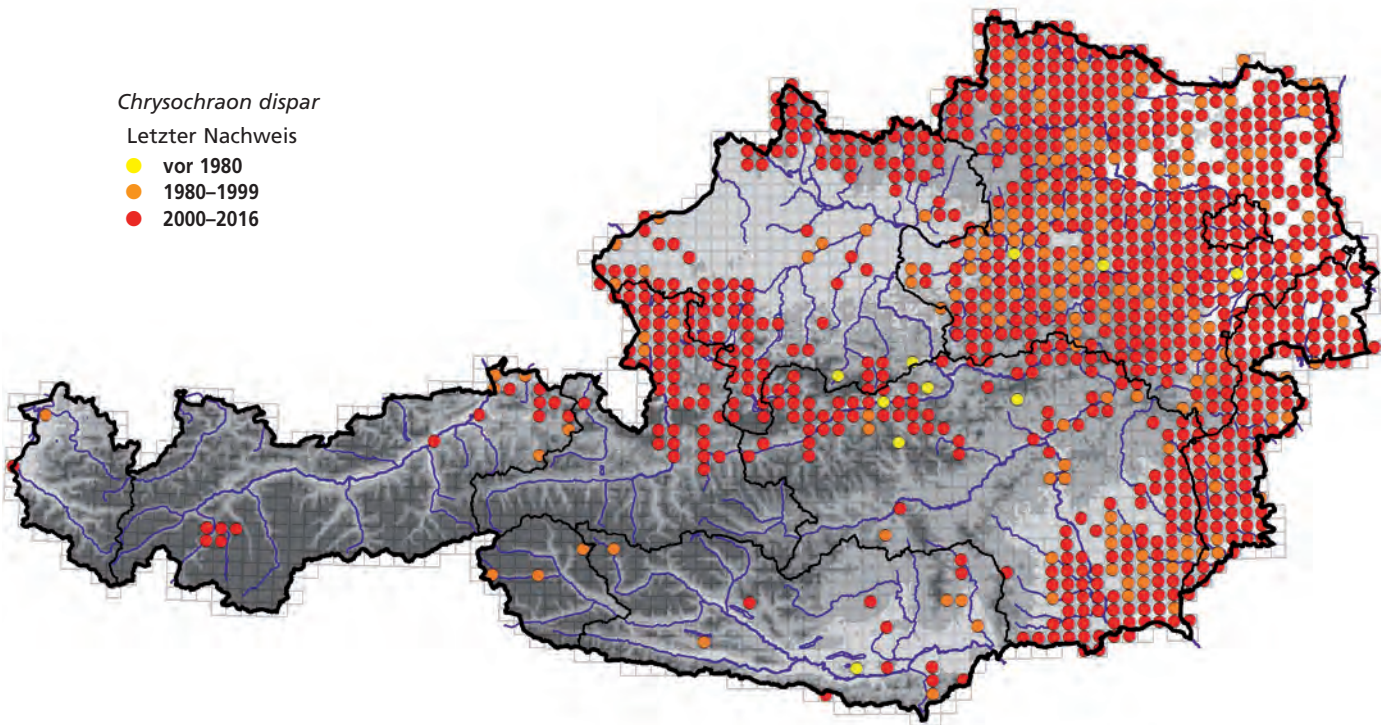 Chrysochraon dispar
Letzter Nachweis
vor 1980
1980–1999
2000–2016